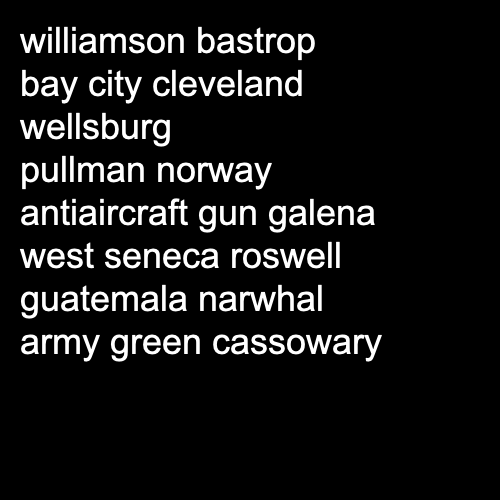 williamson bastrop
bay city cleveland
wellsburg
pullman norway
antiaircraft gun galena
west seneca roswell
guatemala narwhal
army green cassowary